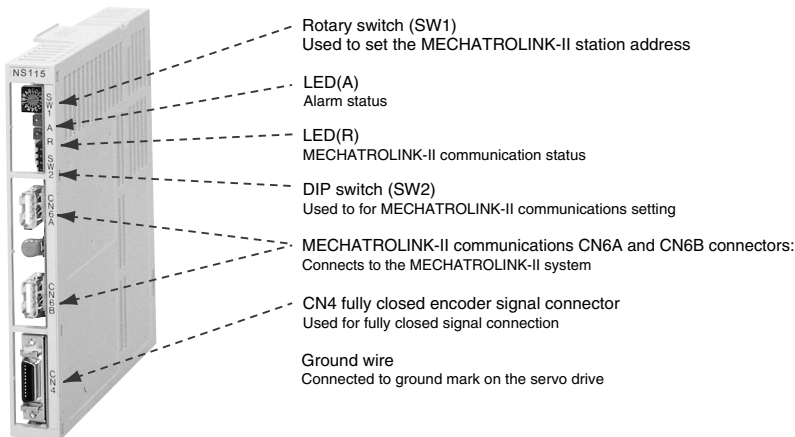 NS115
SW1
A
R
SW2
CN6A
CN6B
CN4
Rotary switch (SW1)
Used to set the MECHATROLINK-II station address
LED(A)
Alarm status
LED(R)
MECHATROLINK-II communication status
DIP switch (SW2)
Used to for MECHATROLINK-II communications setting
MECHATROLINK-II communications CN6A and CN6B connectors:
Connects to the MECHATROLINK-II system
CN4 fully closed encoder signal connector
Used for fully closed signal connection
Ground wire
Connected to ground mark on the servo drive